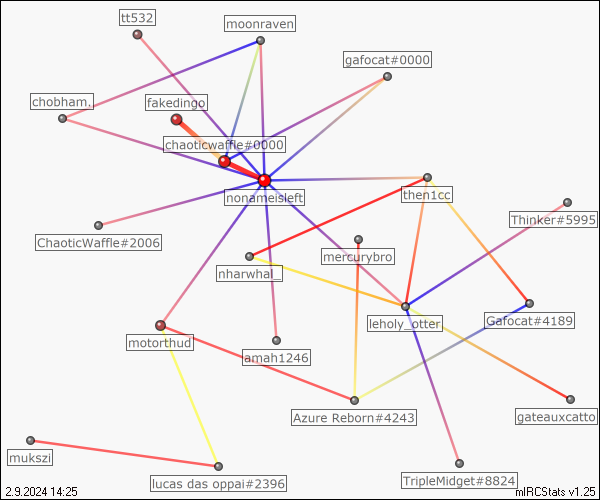 tt532
moonraven
gafocat#0000
chobham.
fakedingo
chaoticwaffle#0000
nonameisleft
then1cc
Thinker#5995
ChaoticWaffle#2006
mercurybro
nharwhal_
leholy_otter
Gafocat#4189
motorthud
amah1246
Azure Reborn#4243
gateauxcatto
mukszi
lucas das oppai#2396
TripleMidget#8824
2.9.2024 14:25
mIRCStats v1.25